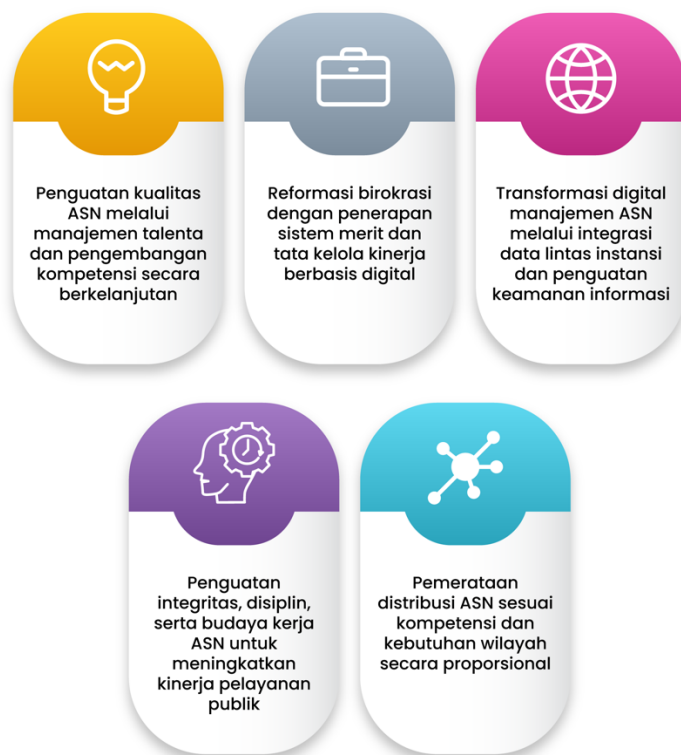 Penguatan kualitas
ASN melalui
manajemen talenta
dan pengembangan
kompetensi secara
berkelanjutan
Reformasi birokrasi
dengan penerapan
sistem merit dan
tata kelola kinerja
berbasis digital
Transformasi digital
manajemen ASN
melalui integrasi
data lintas instansi
dan penguatan
keamanan informasi
Penguatan
integritas, disiplin,
serta budaya kerja
ASN untuk
meningkatkan
kinerja pelayanan
publik
Pemerataan
distribusi ASN sesuai
kompetensi dan
kebutuhan wilayah
secara proporsional